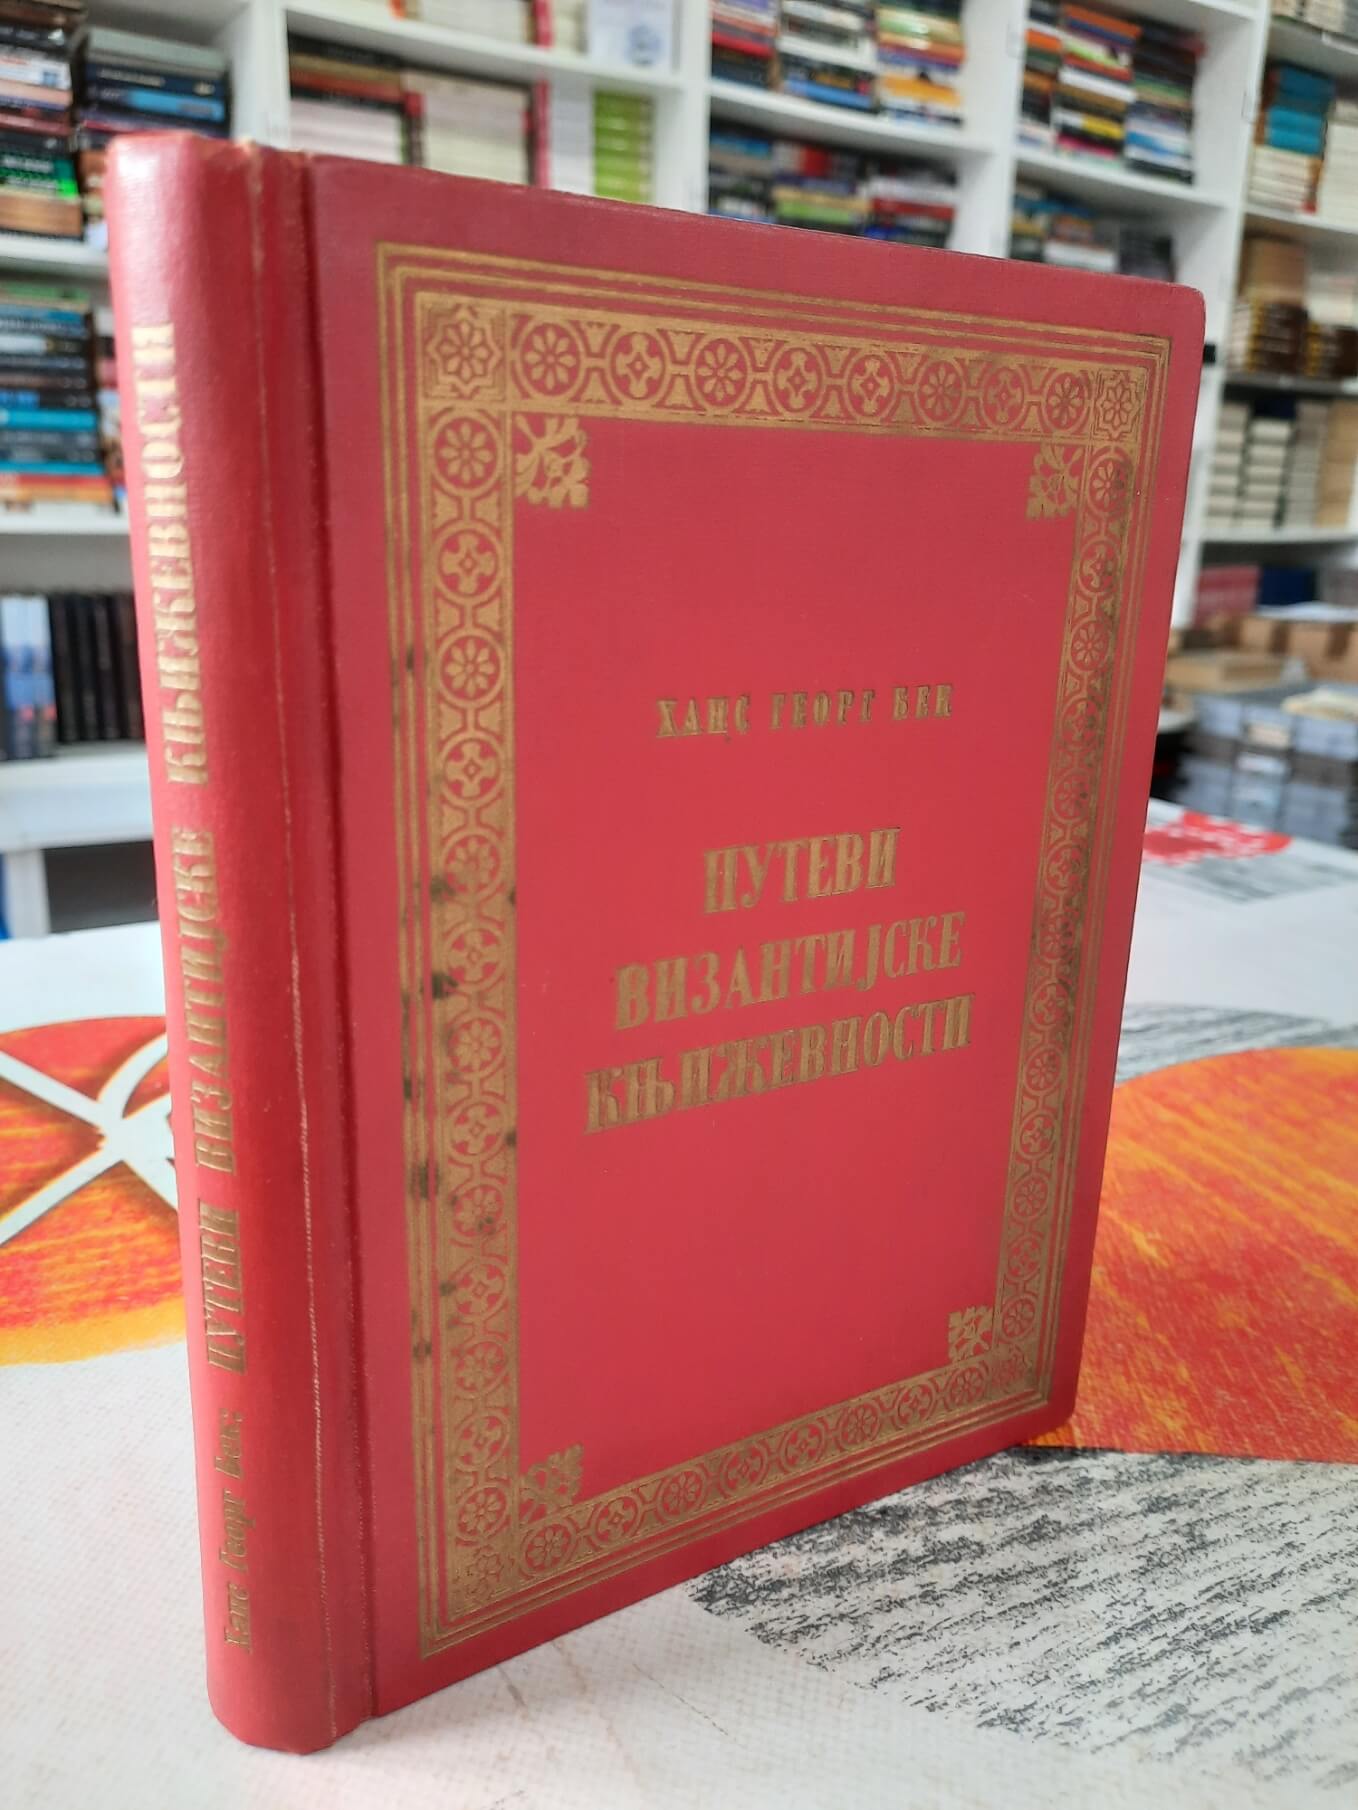 ХАНС ГЕОРГ БЕК
ПУТЕВИ
ВИЗАНТИЈСКЕ
КЊИЖЕВНОСТИ
Ханс Георг Бек: ПУТЕВИ ВИЗАНТИЈСКЕ КЊИЖЕВНОСТИ